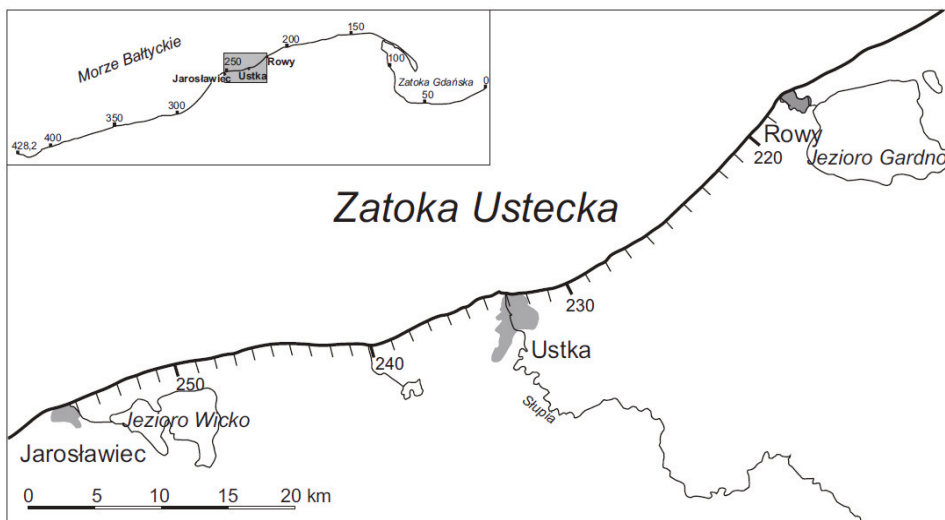 Morze Bałtyckie
150
200
250
Rowy
Jarosławiec
Ustka
100
Zatoka Gdańska
0
50
300
350
400
428,2
Rowy
220
Jezioro Gardno
Zatoka Ustecka
230
Ustka
240
250
Słupia
Jezioro Wicko
Jarosławiec
0 5 10 15 20 km